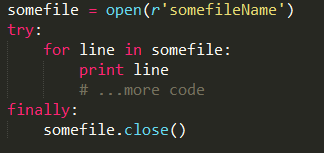 somefile = open(r'somefileName')
try:
    for line in somefile:
        print line
        # ...more code
finally:
    somefile.close()